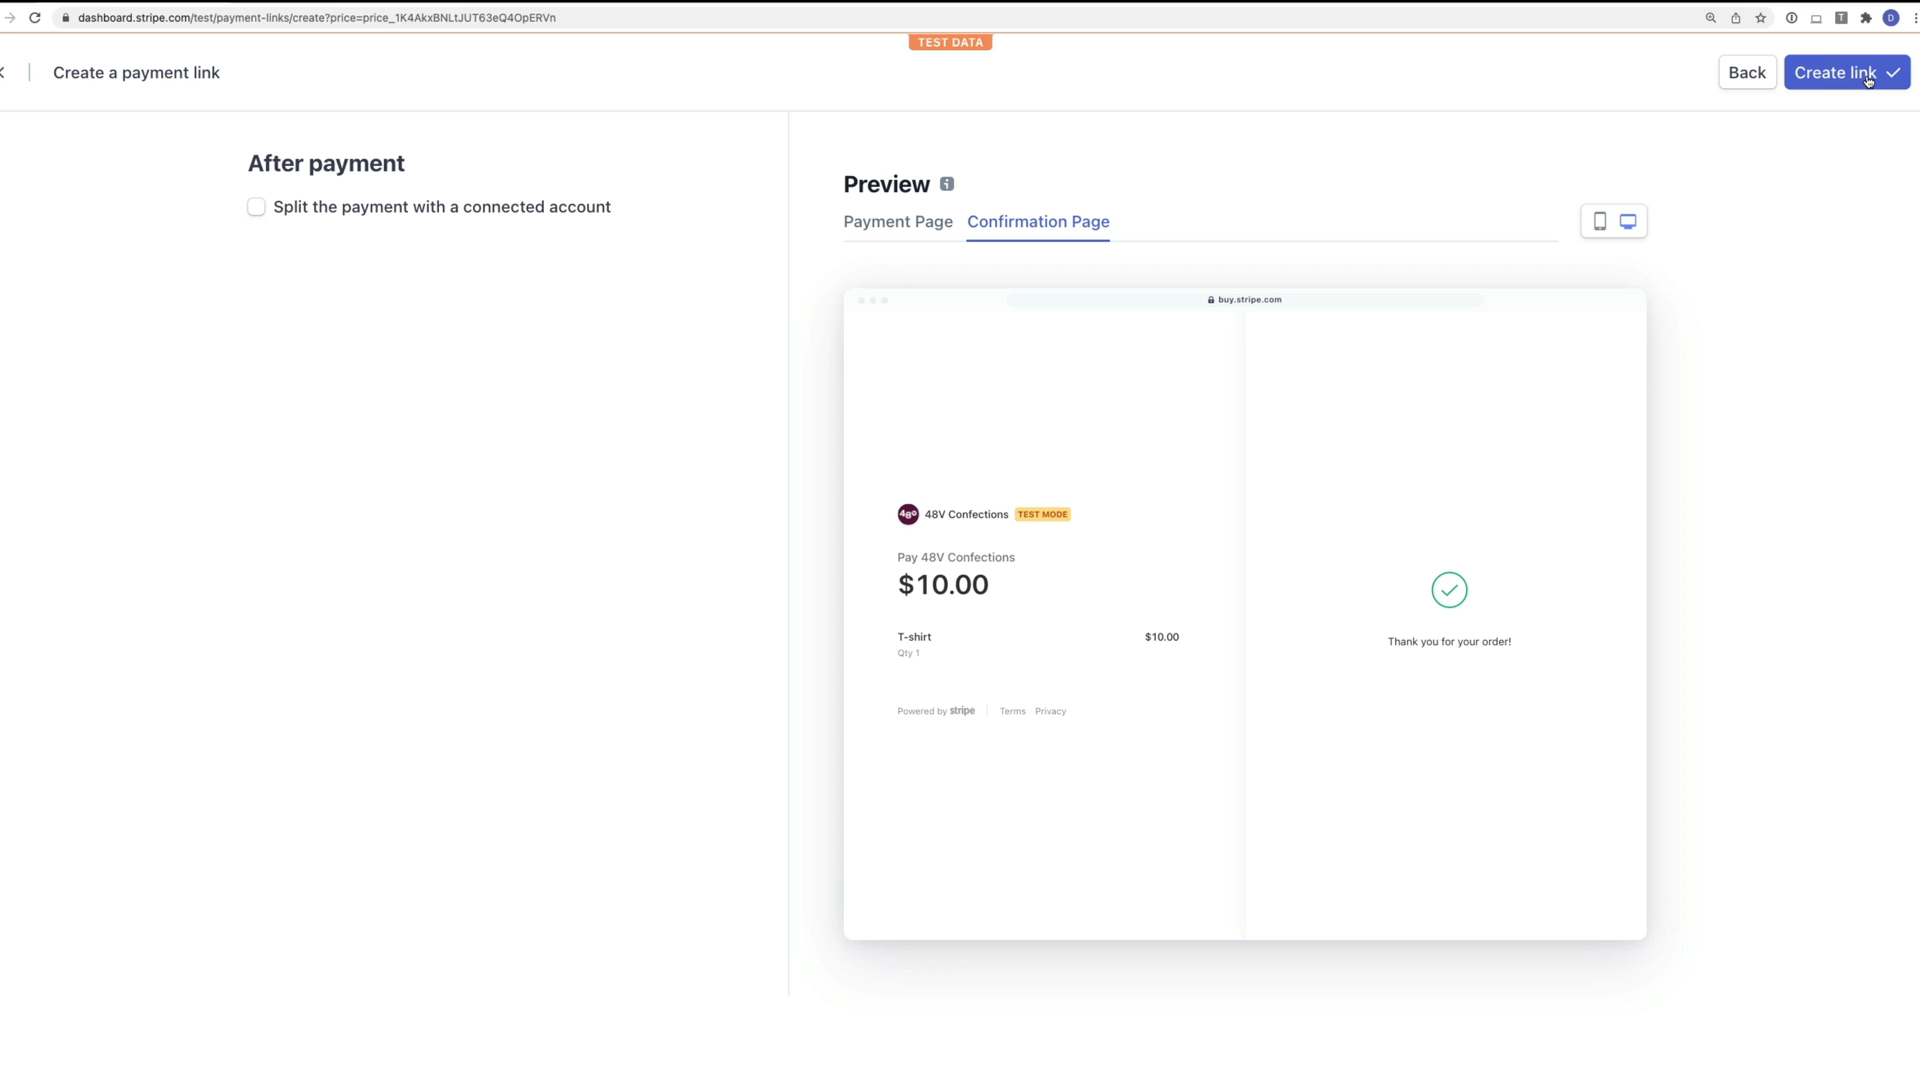 dashboard.stripe.com/test/payment-links/create?price=price_1K4AkxBNLtJUT63eQ4OpERVn
T
D
TEST DATA
Create a payment link
Back
Create link
After payment
Split the payment with a connected account
Preview
Payment Page
Confirmation Page
buy.stripe.com
48V Confections
TEST MODE
Pay 48V Confections
$10.00
T-shirt
$10.00
Qty 1
Thank you for your order!
Powered by stripe
Terms
Privacy